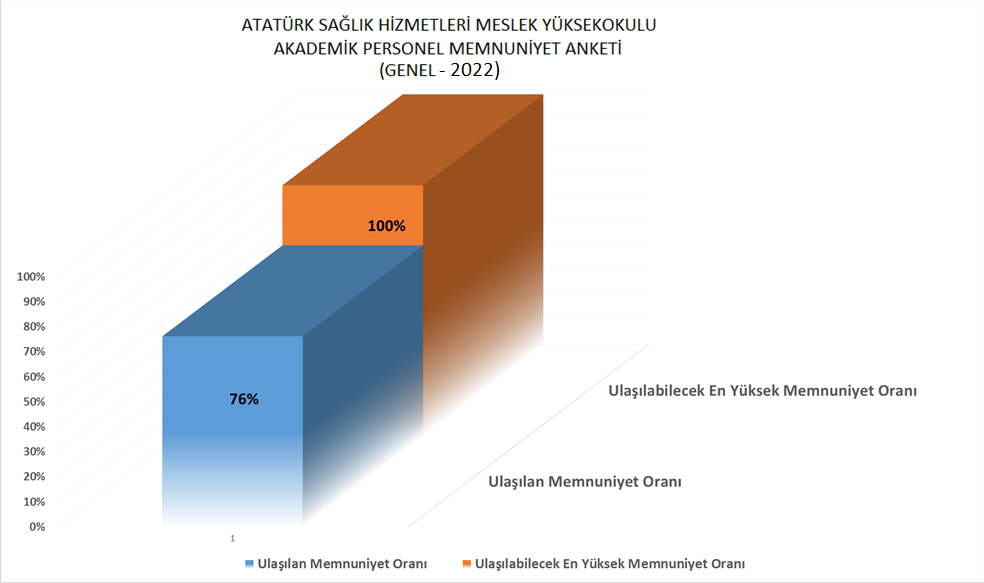 ATATÜRK SAĞLIK HİZMETLERİ MESLEK YÜKSEKOKULU
AKADEMİK PERSONEL MEMNUNİYET ANKETİ
(GENEL - 2022)
100%
100%
90%
80%
70%
60%
50%
40%
30%
20%
10%
0%
76%
Ulaşılabilecek En Yüksek Memnuniyet Oranı
Ulaşılan Memnuniyet Oranı
1
Ulaşılan Memnuniyet Oranı
Ulaşılabilecek En Yüksek Memnuniyet Oranı